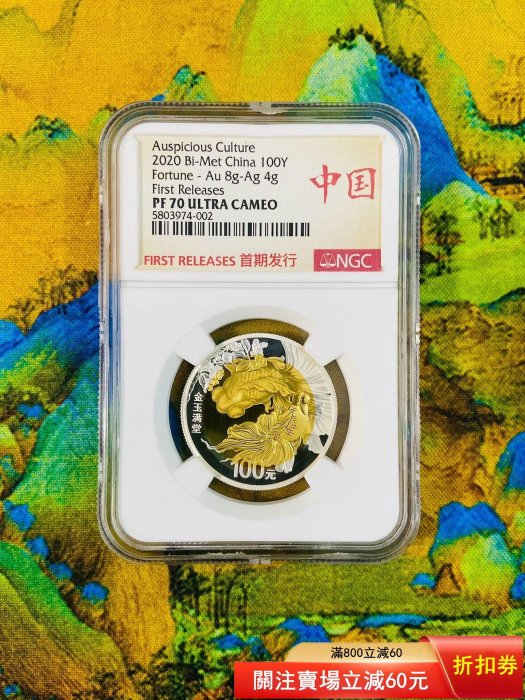 Auspicious Culture
2020 Bi-Met China 100Y
Fortune - Au 8g-Ag 4g
First Releases
PF 70 ULTRA CAMEO
5803974-002
中国
FIRST RELEASES 首期发行
NGC
金玉满堂
100元
滿800立減60
關注賣場立減60元
折扣券